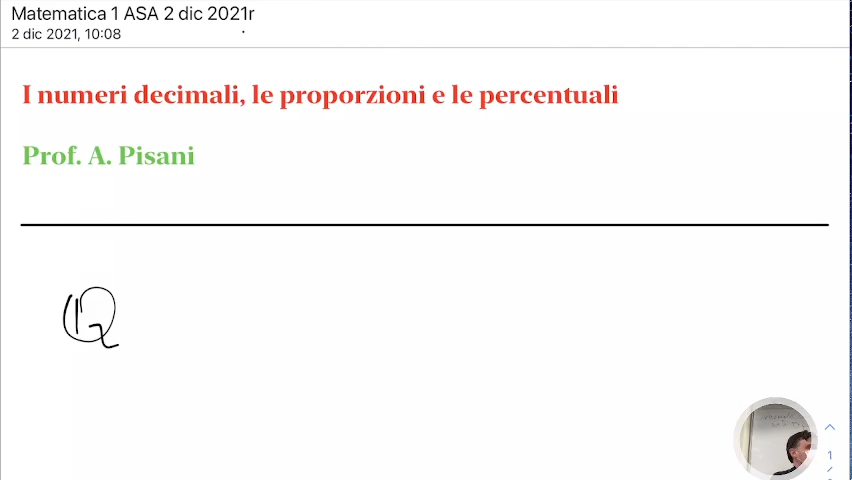 Matematica 1 ASA 2 dic 2021r
2 dic 2021, 10:08
I numeri decimali, le proporzioni e le percentuali
Prof. A. Pisani
ℚ
1